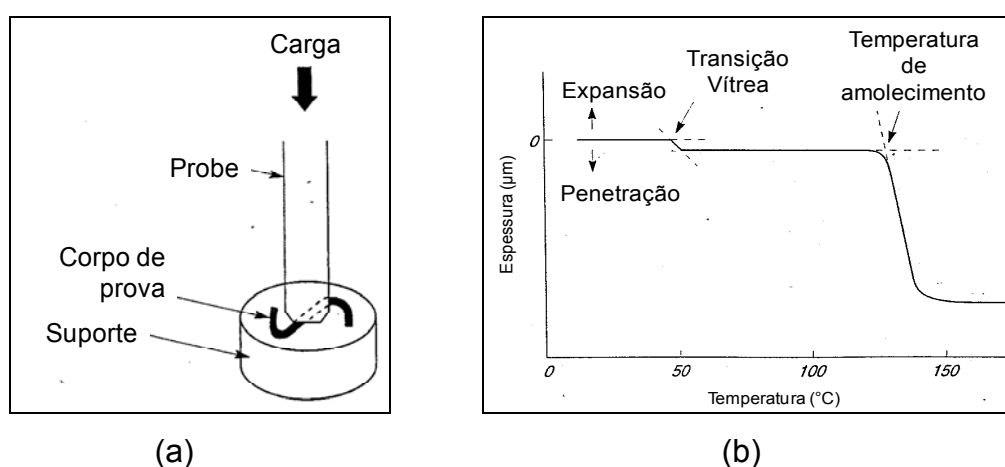 Carga
Probe
Corpo de
prova
Suporte
(a)
Transição
Vítrea
Temperatura
de
amolecimento
Expansão
0
Penetração
Espessura (µm)
0
50
100
150
Temperatura (°C)
(b)